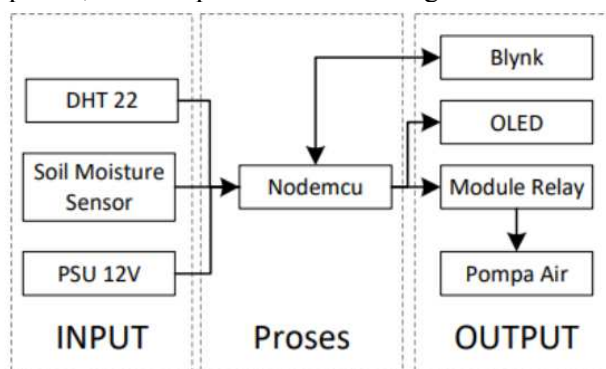 DHT 22
Soil Moisture
Sensor
PSU 12V
INPUT
Nodemcu
Proses
Blynk
OLED
Module Relay
Pompa Air
OUTPUT